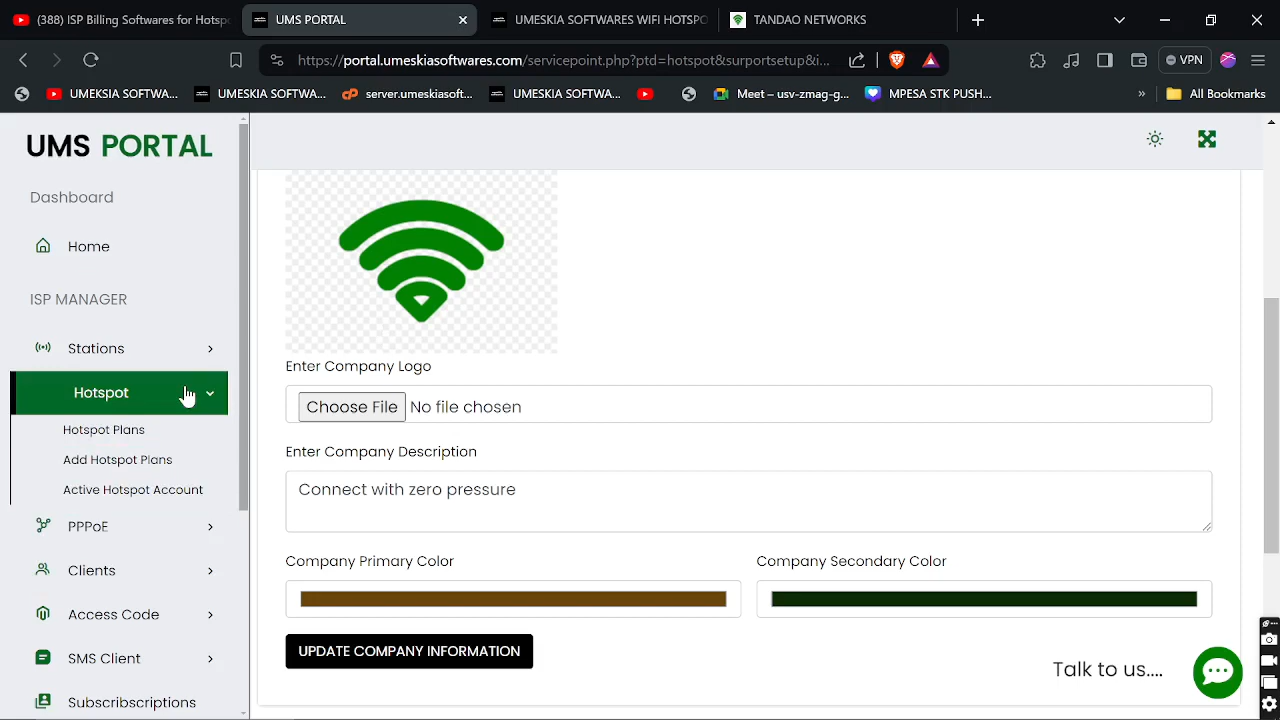 (388) ISP Billing Softwares for Hotsp
UMS PORTAL
UMESKIA SOFTWARES WIFI HOTSPO
TANDAO NETWORKS
https://portal.umeskiasoftwares.com/servicepoint.php?ptd=hotspot&surportsetup&i...
VPN
UMEKSIA SOFTWA...
UMESKIA SOFTWA...
server.umeskiasoft...
UMESKIA SOFTWA...
Meet – usv-zmag-g...
MPESA STK PUSH...
»
All Bookmarks
UMS PORTAL
Dashboard
Home
ISP MANAGER
Stations
Hotspot
Hotspot Plans
Add Hotspot Plans
Active Hotspot Account
PPPoE
Clients
Access Code
SMS Client
Subscribscriptions
Enter Company Logo
Choose File No file chosen
Enter Company Description
Connect with zero pressure
Company Primary Color
Company Secondary Color
UPDATE COMPANY INFORMATION
Talk to us....